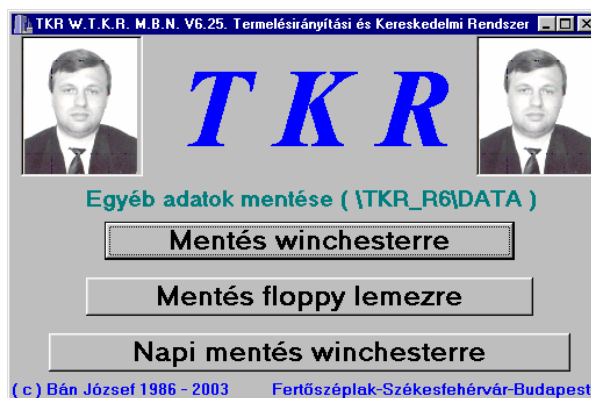 TKR W.T.K.R. M.B.N. V6.25. Termelésirányítási és Kereskedelmi Rendszer
T K R
Egyéb adatok mentése ( \TKR_R6\DATA )
Mentés winchesterre
Mentés floppy lemezre
Napi mentés winchesterre
( c ) Bán József 1986 - 2003 Fertőszéplak-Székesfehérvár-Budapest